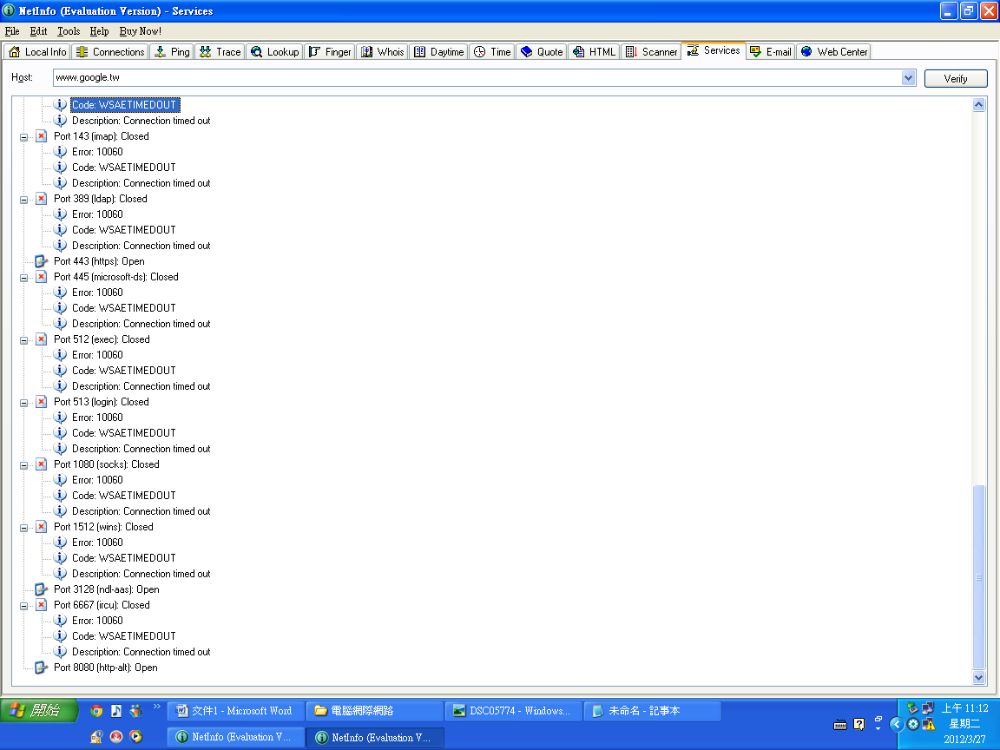 NetInfo (Evaluation Version) - Services
File Edit Tools Help Buy Now!
Local Info Connections Ping Trace Lookup Finger Whois Daytime Time Quote HTML Scanner Services E-mail Web Center
Host: www.google.tw Verify
Code: WSAETIMEDOUT
Description: Connection timed out
Port 143 (imap): Closed
Error: 10060
Code: WSAETIMEDOUT
Description: Connection timed out
Port 389 (ldap): Closed
Error: 10060
Code: WSAETIMEDOUT
Description: Connection timed out
Port 443 (https): Open
Port 445 (microsoft-ds): Closed
Error: 10060
Code: WSAETIMEDOUT
Description: Connection timed out
Port 512 (exec): Closed
Error: 10060
Code: WSAETIMEDOUT
Description: Connection timed out
Port 513 (login): Closed
Error: 10060
Code: WSAETIMEDOUT
Description: Connection timed out
Port 1080 (socks): Closed
Error: 10060
Code: WSAETIMEDOUT
Description: Connection timed out
Port 1512 (wins): Closed
Error: 10060
Code: WSAETIMEDOUT
Description: Connection timed out
Port 3128 (ndl-aas): Open
Port 6667 (ircu): Closed
Error: 10060
Code: WSAETIMEDOUT
Description: Connection timed out
Port 8080 (http-alt): Open
開始 文件1 - Microsoft Word 電腦網際網路 DSC05774 - Windows... 未命名 - 記事本 上午 11:12
星期二
NetInfo (Evaluation V... NetInfo (Evaluation V... 2012/3/27